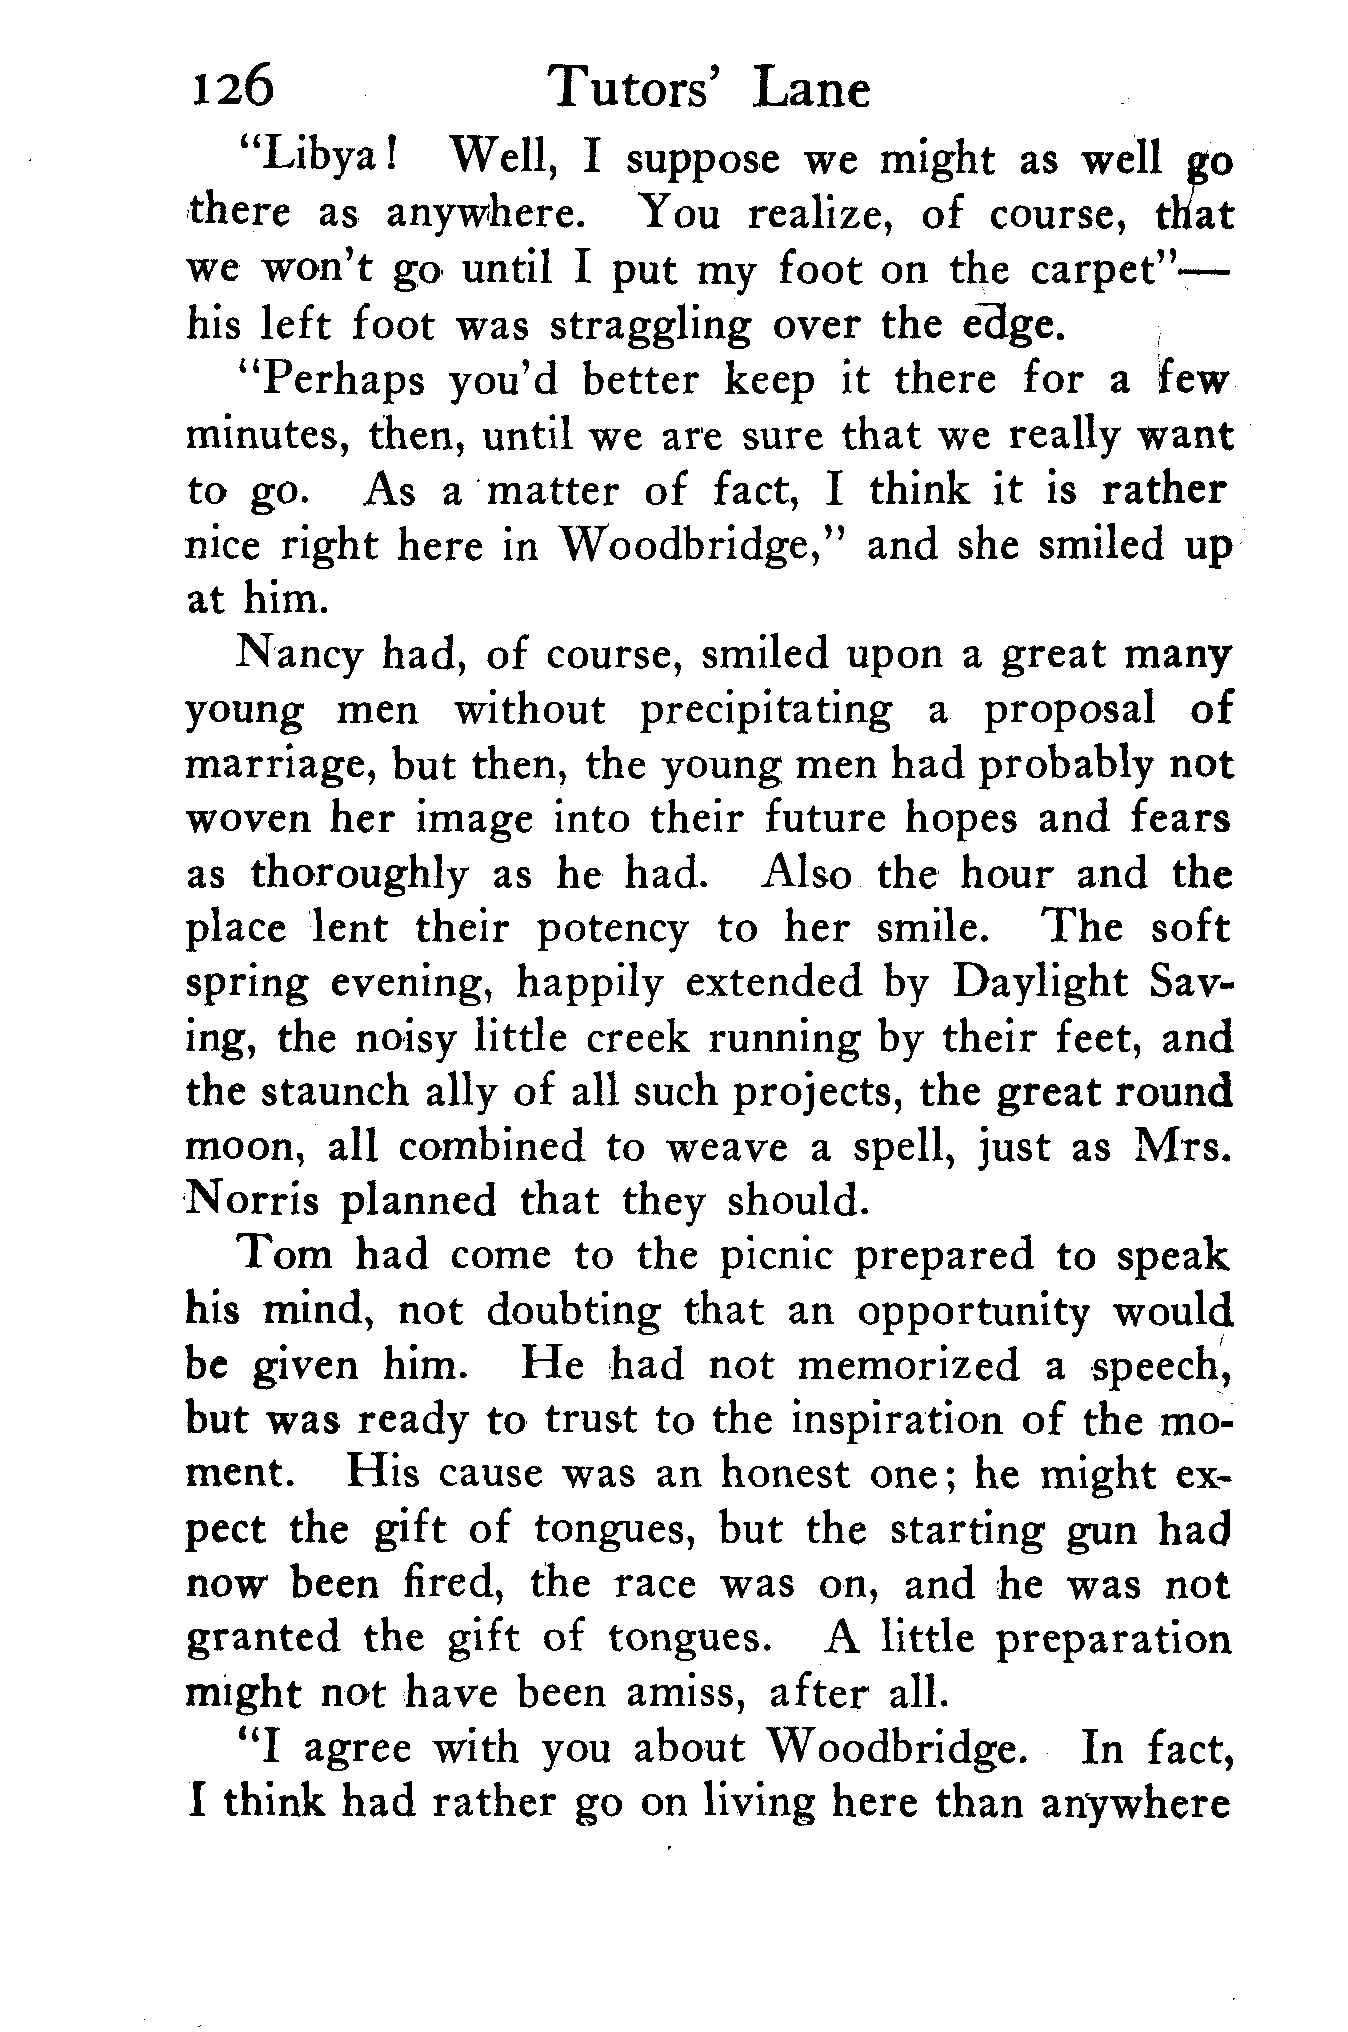 126 Tutors' Lane
"Libya! Well, I suppose we might as well go
there as anywhere. You realize, of course, that
we won't go until I put my foot on the carpet"—
his left foot was straggling over the edge.
"Perhaps you'd better keep it there for a few
minutes, then, until we are sure that we really want
to go. As a matter of fact, I think it is rather
nice right here in Woodbridge," and she smiled up
at him.
Nancy had, of course, smiled upon a great many
young men without precipitating a proposal of
marriage, but then, the young men had probably not
woven her image into their future hopes and fears
as thoroughly as he had. Also the hour and the
place lent their potency to her smile. The soft
spring evening, happily extended by Daylight Sav-
ing, the noisy little creek running by their feet, and
the staunch ally of all such projects, the great round
moon, all combined to weave a spell, just as Mrs.
Norris planned that they should.
Tom had come to the picnic prepared to speak
his mind, not doubting that an opportunity would
be given him. He had not memorized a speech,
but was ready to trust to the inspiration of the mo-
ment. His cause was an honest one; he might ex-
pect the gift of tongues, but the starting gun had
now been fired, the race was on, and he was not
granted the gift of tongues. A little preparation
might not have been amiss, after all.
"I agree with you about Woodbridge. In fact,
I think had rather go on living here than anywhere